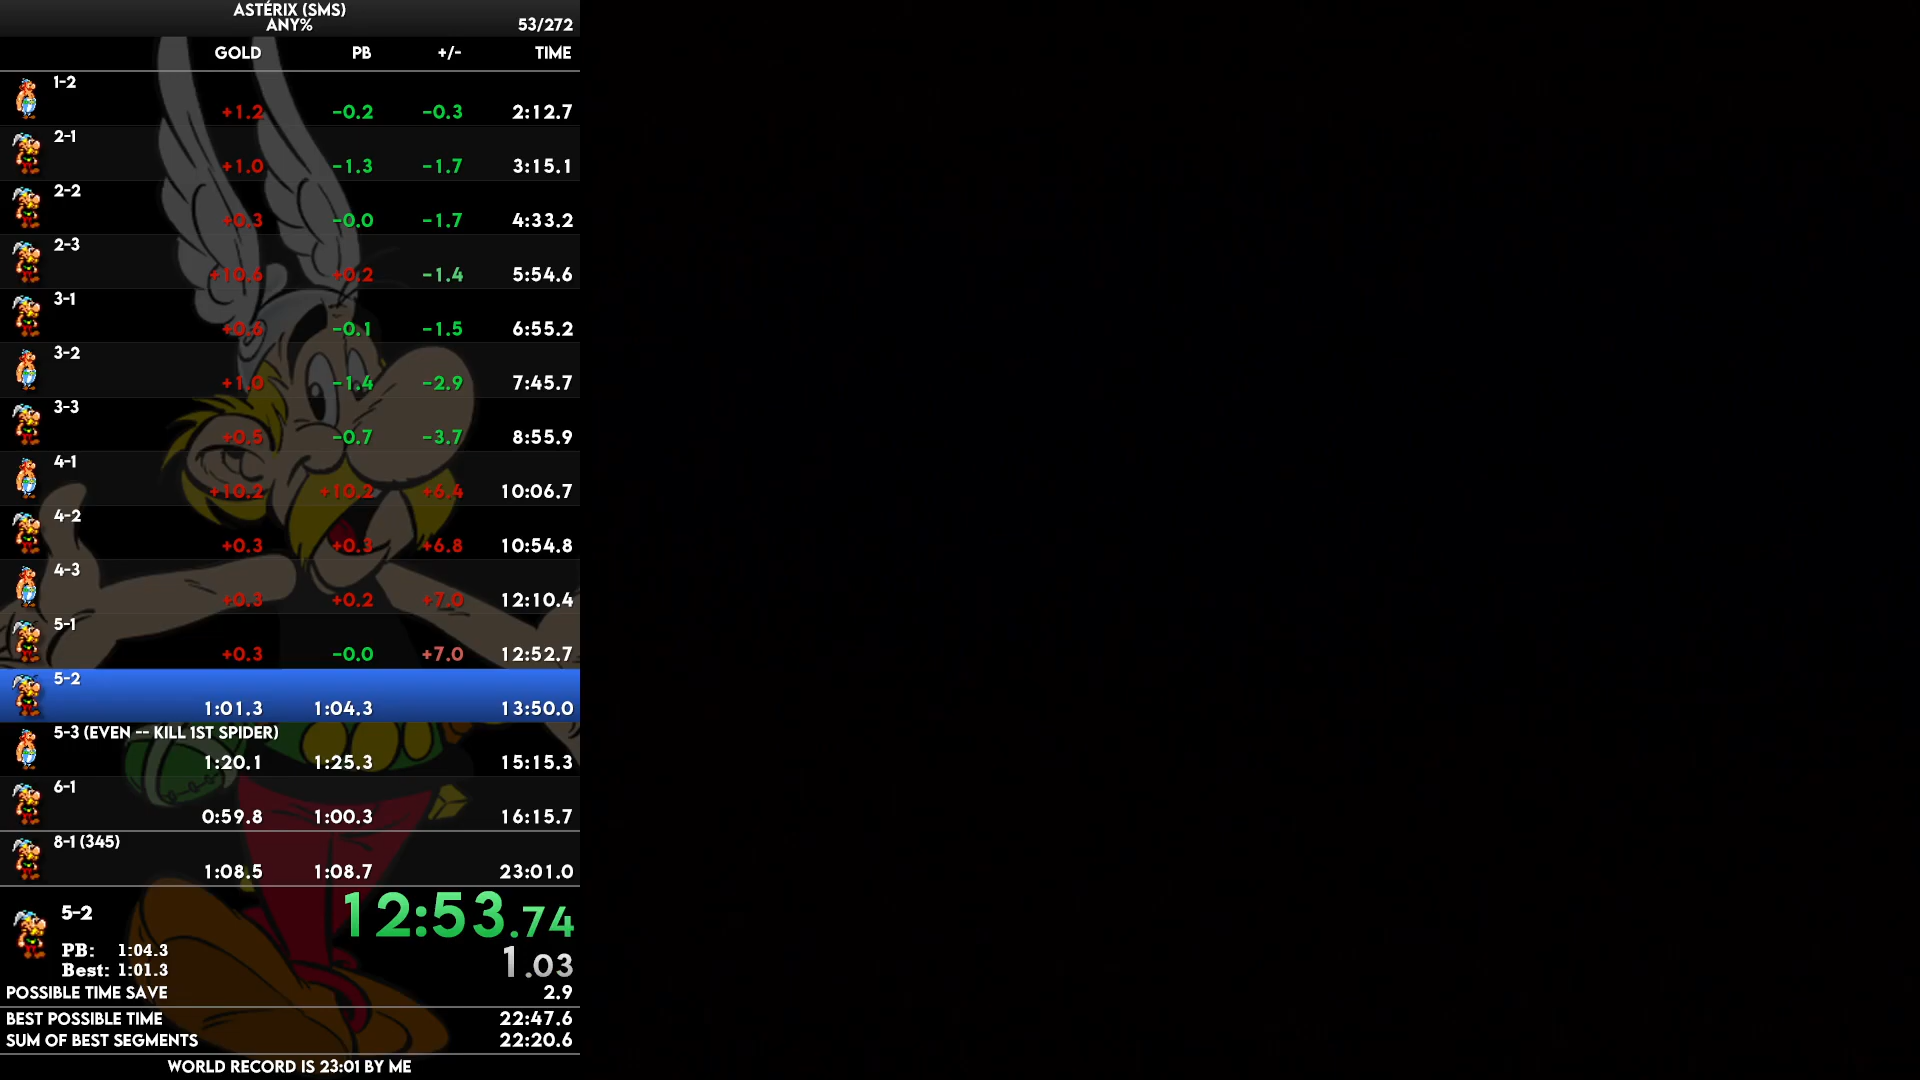 ASTÉRIX (SMS)
ANY% 53/272
GOLD PB +/- TIME
1-2
+1.2 -0.2 -0.3 2:12.7
2-1
+1.0 -1.3 -1.7 3:15.1
2-2
+0.3 -0.0 -1.7 4:33.2
2-3
+10.6 +0.2 -1.4 5:54.6
3-1
+0.6 -0.1 -1.5 6:55.2
3-2
+1.0 -1.4 -2.9 7:45.7
3-3
+0.5 -0.7 -3.7 8:55.9
4-1
+10.2 +10.2 +6.4 10:06.7
4-2
+0.3 +0.3 +6.8 10:54.8
4-3
+0.3 +0.2 +7.0 12:10.4
5-1
+0.3 -0.0 +7.0 12:52.7
5-2
1:01.3 1:04.3 13:50.0
5-3 (EVEN -- KILL 1ST SPIDER)
1:20.1 1:25.3 15:15.3
6-1
0:59.8 1:00.3 16:15.7
8-1 (345)
1:08.5 1:08.7 23:01.0
5-2 12:53.74
PB: 1:04.3 1.03
Best: 1:01.3
POSSIBLE TIME SAVE 2.9
BEST POSSIBLE TIME 22:47.6
SUM OF BEST SEGMENTS 22:20.6
WORLD RECORD IS 23:01 BY ME